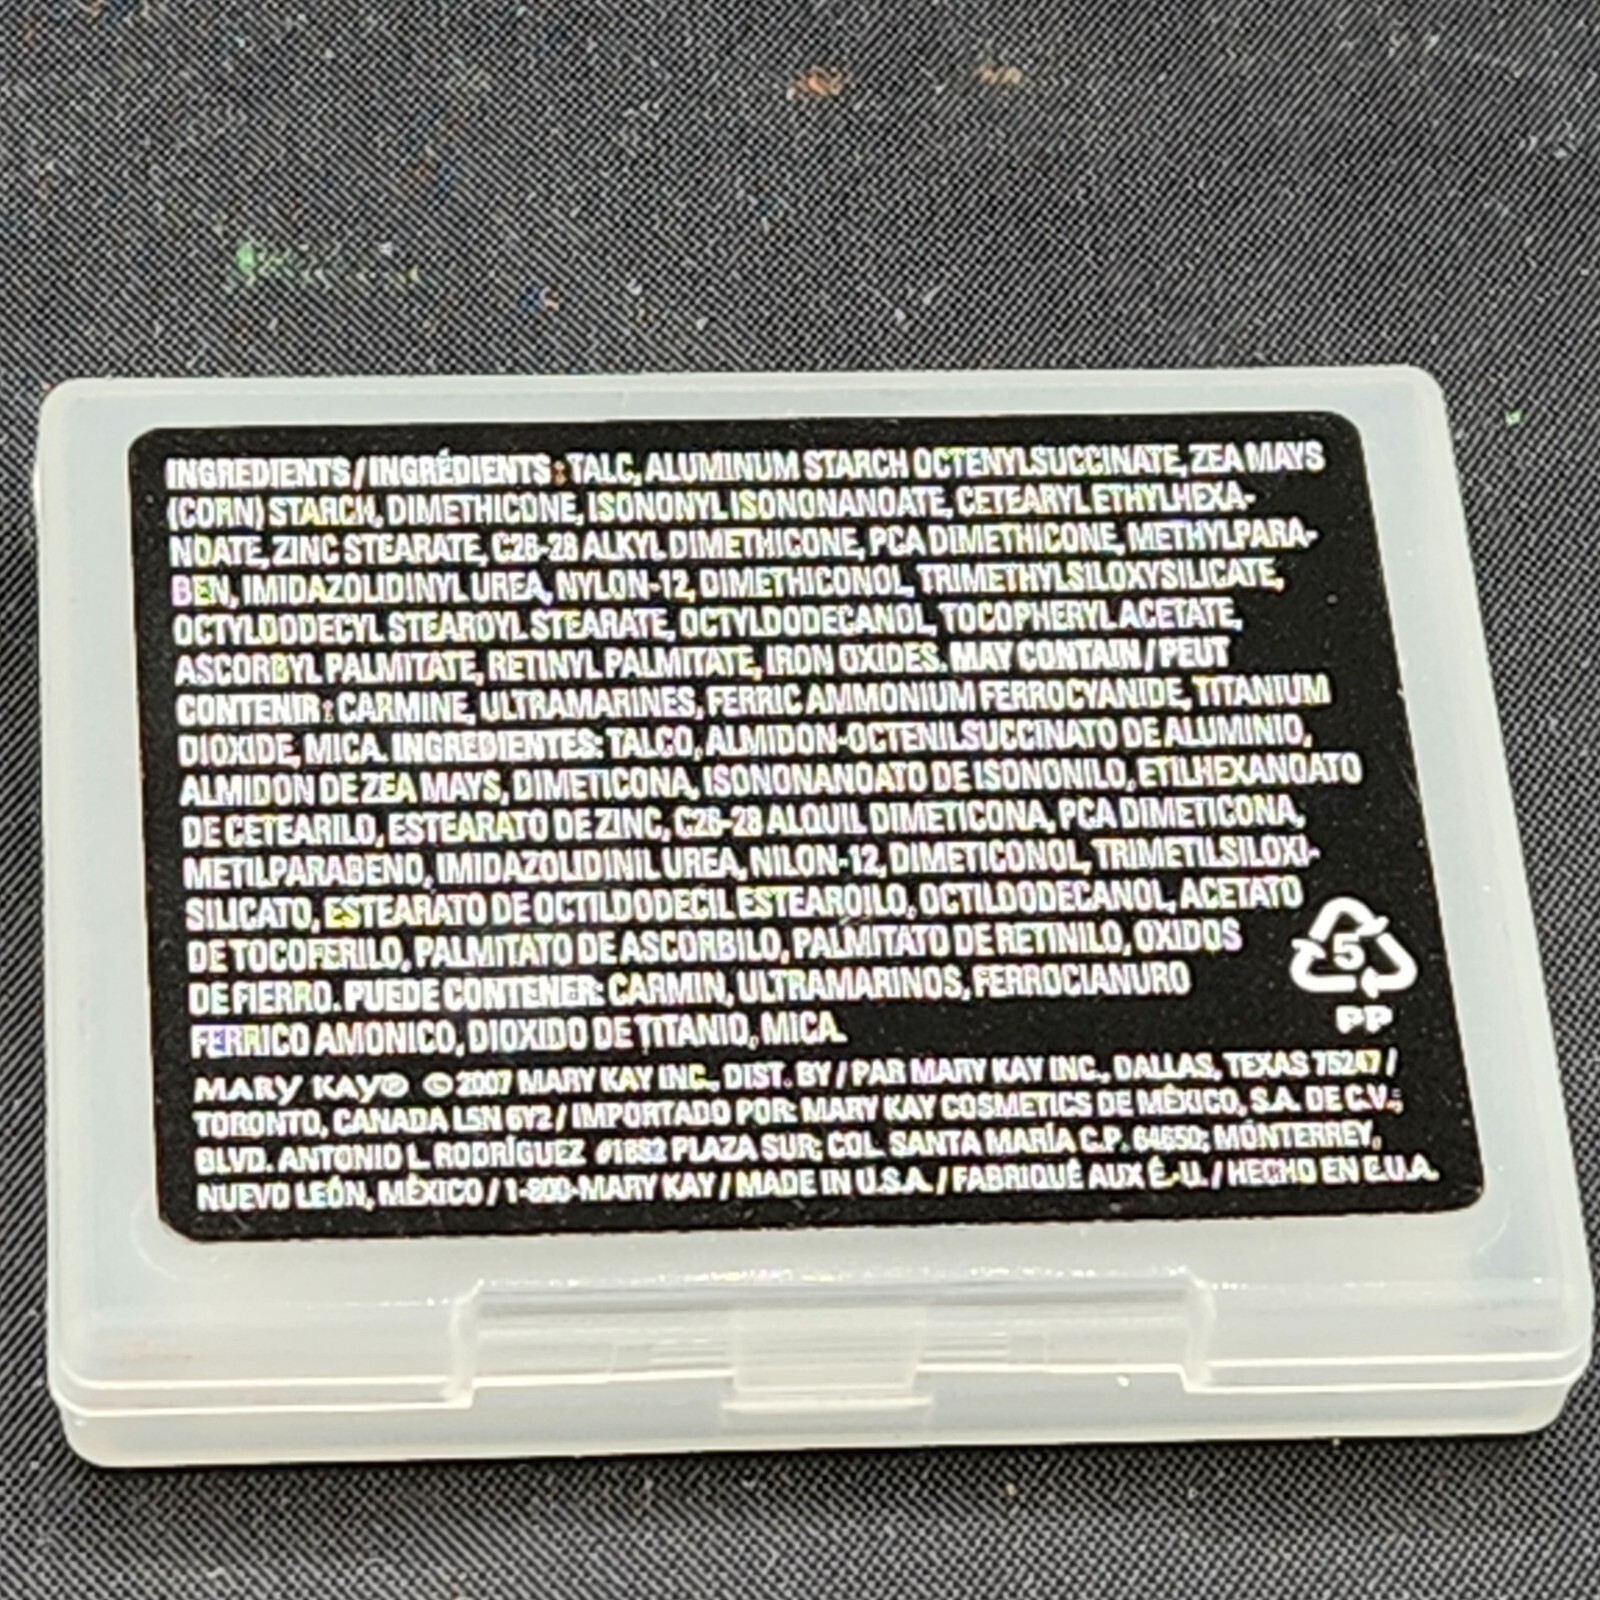 INGREDIENTS / INGRÉDIENTS : TALC, ALUMINUM STARCH OCTENYLSUCCINATE, ZEA MAYS
(CORN) STARCH, DIMETHICONE, ISONONYL ISONONANOATE, CETEARYL ETHYLHEXA-
NOATE, ZINC STEARATE, C26-28 ALKYL DIMETHICONE, PCA DIMETHICONE, METHYLPARA-
BEN, IMIDAZOLIDINYL UREA, NYLON-12, DIMETHICONOL, TRIMETHYLSILOXYSILICATE,
OCTYLDODECYL STEAROYL STEARATE, OCTYLDODECANOL, TOCOPHERYL ACETATE,
ASCORBYL PALMITATE, RETINYL PALMITATE, IRON OXIDES. MAY CONTAIN / PEUT
CONTENIR : CARMINE, ULTRAMARINES, FERRIC AMMONIUM FERROCYANIDE, TITANIUM
DIOXIDE, MICA. INGREDIENTES: TALCO, ALMIDON-OCTENILSUCCINATO DE ALUMINIO,
ALMIDON DE ZEA MAYS, DIMETICONA, ISONONANOATO DE ISONONILO, ETILHEXANOATO
DE CETEARILO, ESTEARATO DE ZINC, C26-28 ALQUIL DIMETICONA, PCA DIMETICONA,
METILPARABENO, IMIDAZOLIDINIL UREA, NILON-12, DIMETICONOL, TRIMETILSILOXI-
SILICATO, ESTEARATO DE OCTILDODECIL ESTEAROILO, OCTILDODECANOL, ACETATO
DE TOCOFERILO, PALMITATO DE ASCORBILO, PALMITATO DE RETINILO, OXIDOS
DE FIERRO. PUEDE CONTENER: CARMIN, ULTRAMARINOS, FERROCIANURO
FERRICO AMONICO, DIOXIDO DE TITANIO, MICA.
5
PP
MARY KAY® © 2007 MARY KAY INC., DIST. BY / PAR MARY KAY INC., DALLAS, TEXAS 75247 /
TORONTO, CANADA L5N 6Y2 / IMPORTADO POR: MARY KAY COSMETICS DE MÉXICO, S.A. DE C.V.;
BLVD. ANTONIO L. RODRÍGUEZ #1882 PLAZA SUR; COL. SANTA MARÍA C.P. 64650; MONTERREY,
NUEVO LEÓN, MÉXICO / 1-800-MARY KAY / MADE IN U.S.A. / FABRIQUÉ AUX É.-U. / HECHO EN E.U.A.